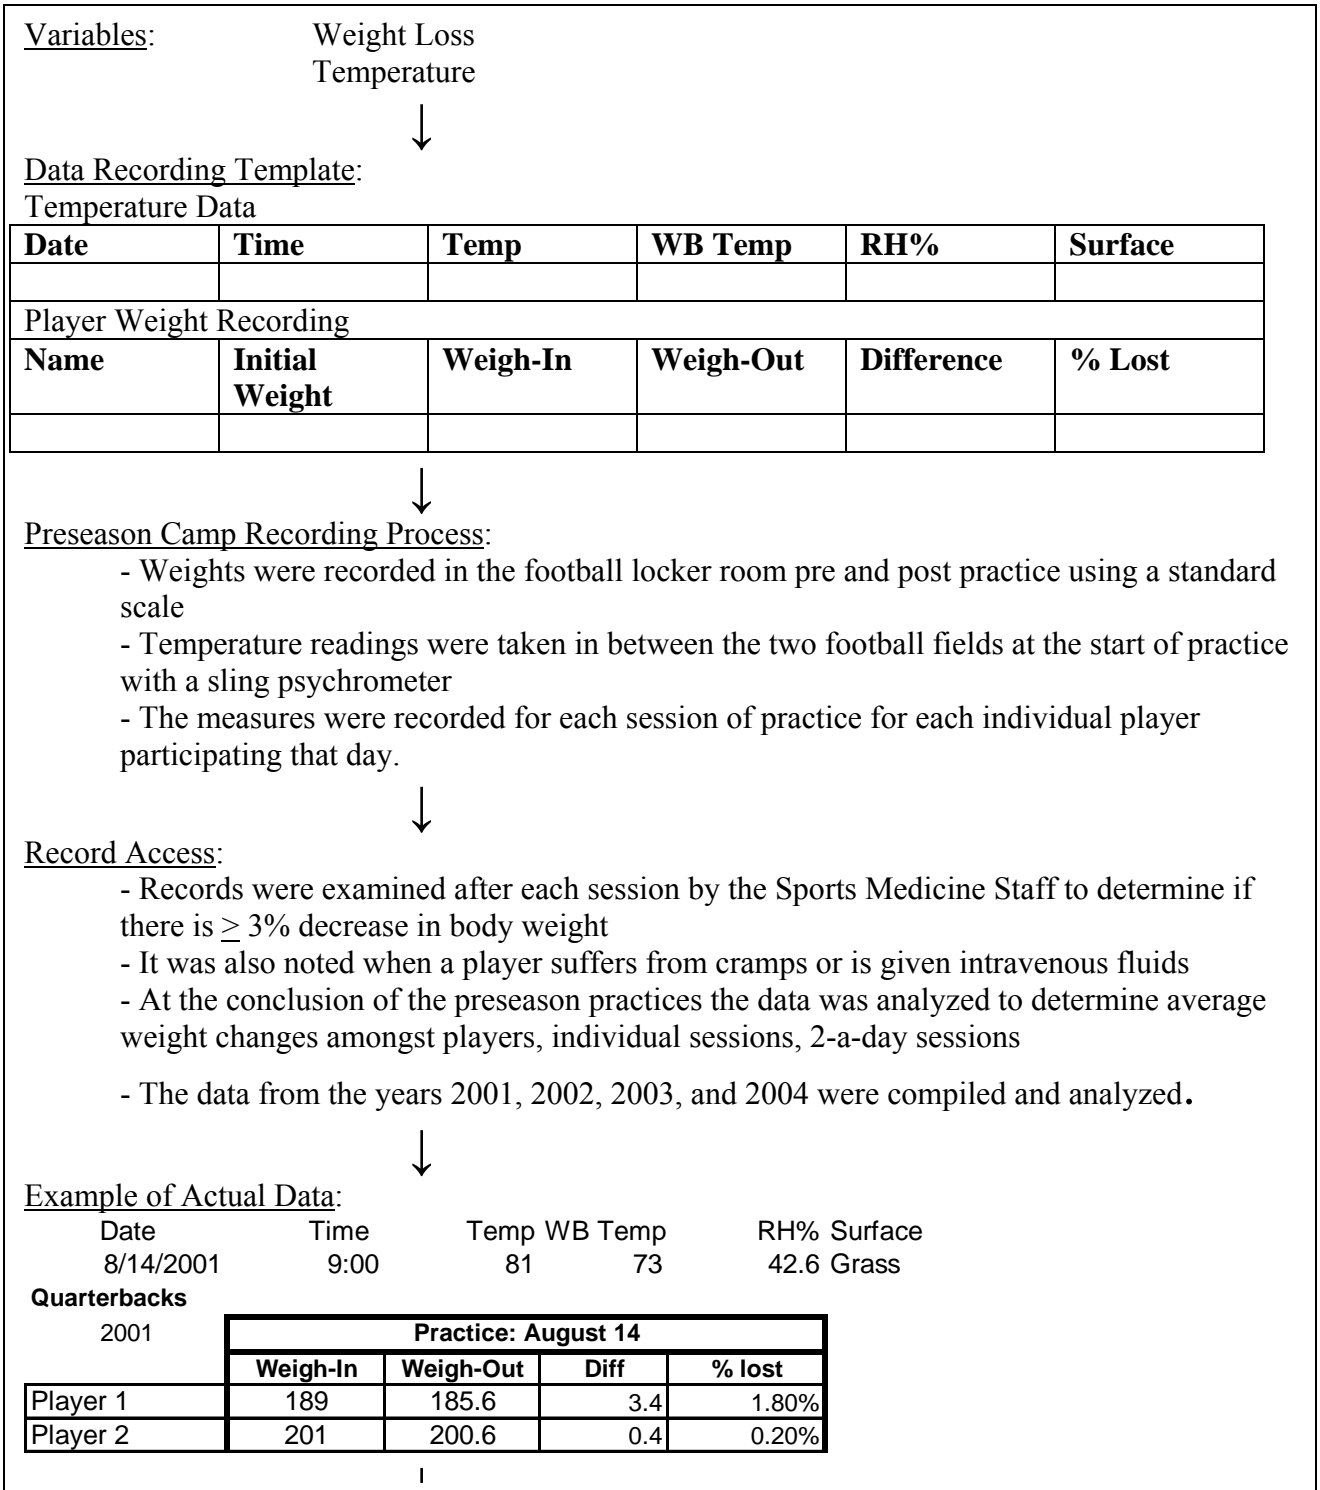 Variables: Weight Loss
Temperature
↓
Data Recording Template:
Temperature Data
Date Time Temp WB Temp RH% Surface
Player Weight Recording
Name Initial Weigh-In Weigh-Out Difference % Lost
Weight
↓
Preseason Camp Recording Process:
- Weights were recorded in the football locker room pre and post practice using a standard
scale
- Temperature readings were taken in between the two football fields at the start of practice
with a sling psychrometer
- The measures were recorded for each session of practice for each individual player
participating that day.
↓
Record Access:
- Records were examined after each session by the Sports Medicine Staff to determine if
there is ≥ 3% decrease in body weight
- It was also noted when a player suffers from cramps or is given intravenous fluids
- At the conclusion of the preseason practices the data was analyzed to determine average
weight changes amongst players, individual sessions, 2-a-day sessions
- The data from the years 2001, 2002, 2003, and 2004 were compiled and analyzed.
↓
Example of Actual Data:
Date Time Temp WB Temp RH% Surface
8/14/2001 9:00 81 73 42.6 Grass
Quarterbacks
2001 Practice: August 14
Weigh-In Weigh-Out Diff % lost
Player 1 189 185.6 3.4 1.80%
Player 2 201 200.6 0.4 0.20%